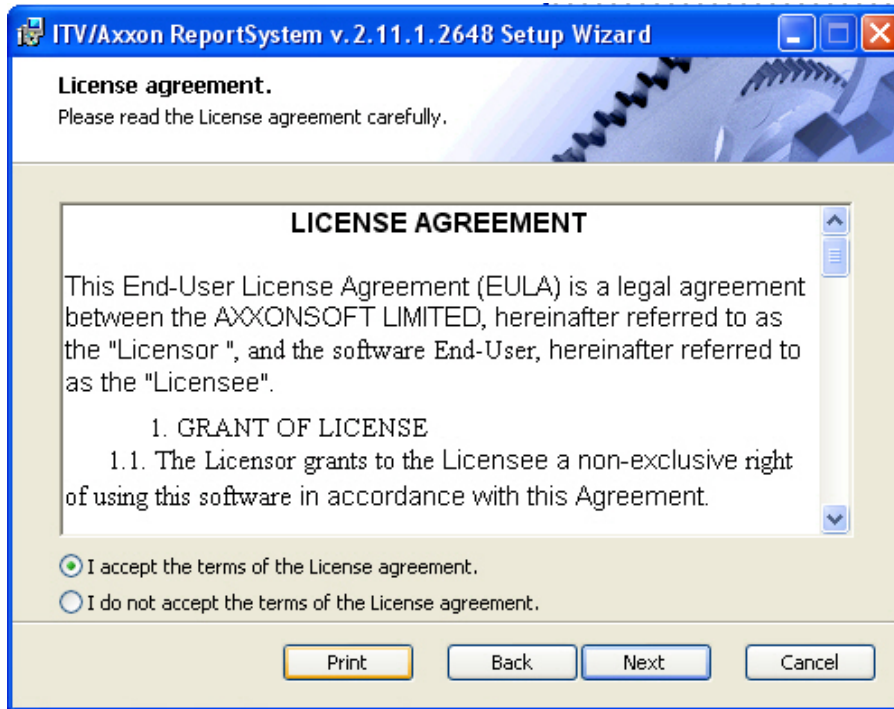 ITV/Axxon ReportSystem v.2.11.1.2648 Setup Wizard
License agreement.
Please read the License agreement carefully.
LICENSE AGREEMENT
This End-User License Agreement (EULA) is a legal agreement
between the AXXONSOFT LIMITED, hereinafter referred to as
the "Licensor ", and the software End-User, hereinafter referred to
as the "Licensee".
1. GRANT OF LICENSE
1.1. The Licensor grants to the Licensee a non-exclusive right
of using this software in accordance with this Agreement.
I accept the terms of the License agreement.
I do not accept the terms of the License agreement.
Print Back Next Cancel